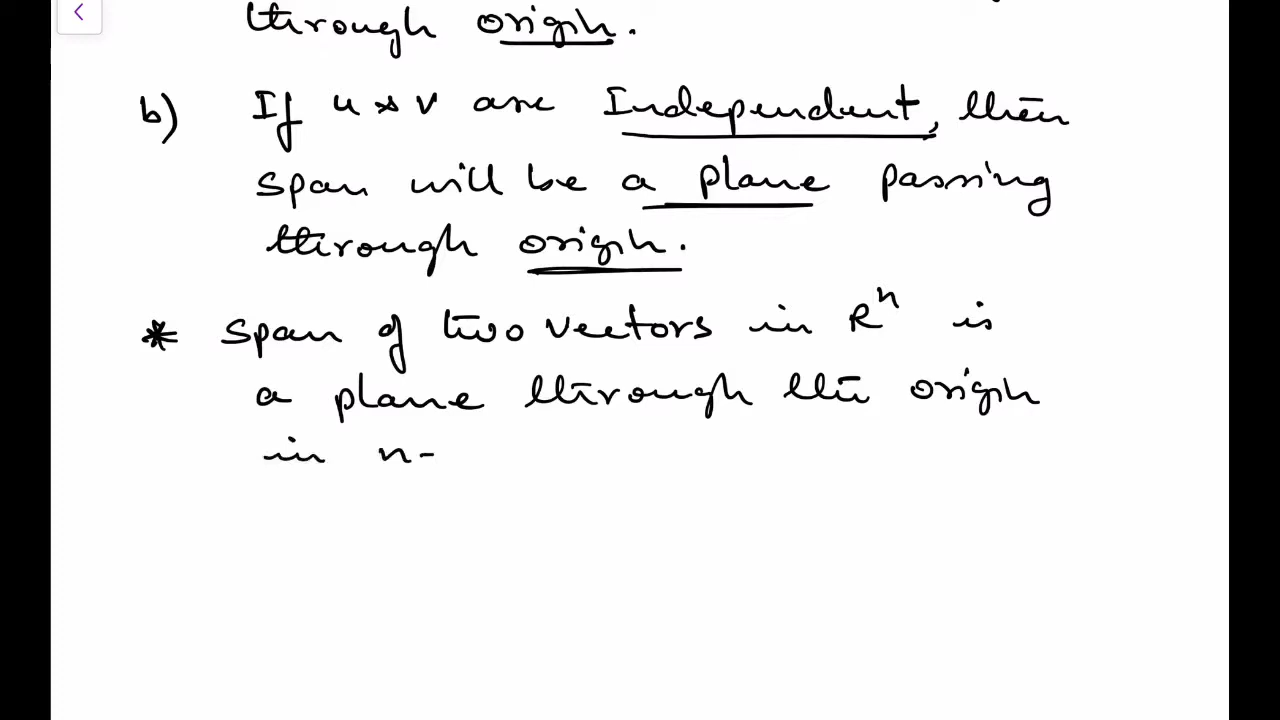 through origin.
b) If u & v are Independent, then
span will be a plane passing
through origin.
* Span of two vectors in Rⁿ is
a plane through the origin
in n-